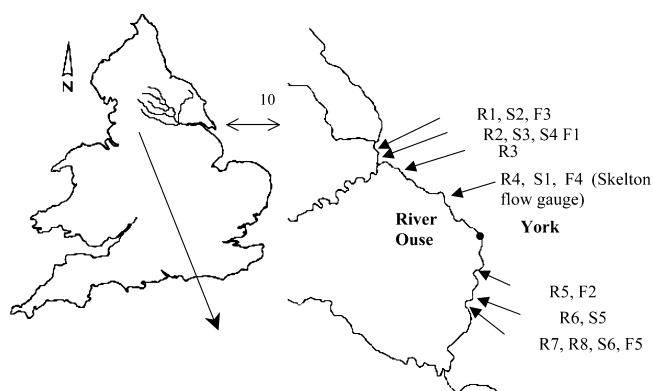 N
10
R1, S2, F3
R2, S3, S4 F1
R3
R4, S1, F4 (Skelton
flow gauge)
River
Ouse
York
R5, F2
R6, S5
R7, R8, S6, F5